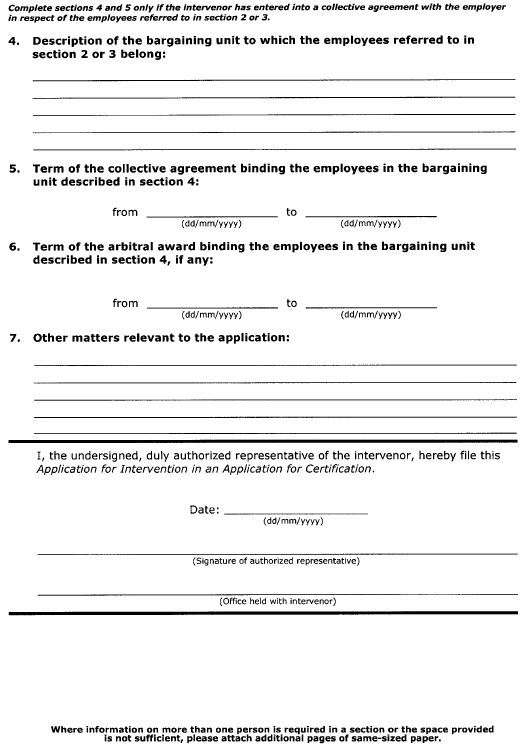 Complete sections 4 and 5 only if the intervenor has entered into a collective agreement with the employer
in respect of the employees referred to in section 2 or 3.
4. Description of the bargaining unit to which the employees referred to in
section 2 or 3 belong:
5. Term of the collective agreement binding the employees in the bargaining
unit described in section 4:
from to
(dd/mm/yyyy) (dd/mm/yyyy)
6. Term of the arbitral award binding the employees in the bargaining unit
described in section 4, if any:
from to
(dd/mm/yyyy) (dd/mm/yyyy)
7. Other matters relevant to the application:
I, the undersigned, duly authorized representative of the intervenor, hereby file this
Application for Intervention in an Application for Certification.
Date:
(dd/mm/yyyy)
(Signature of authorized representative)
(Office held with intervenor)
Where information on more than one person is required in a section or the space provided
is not sufficient, please attach additional pages of same-sized paper.